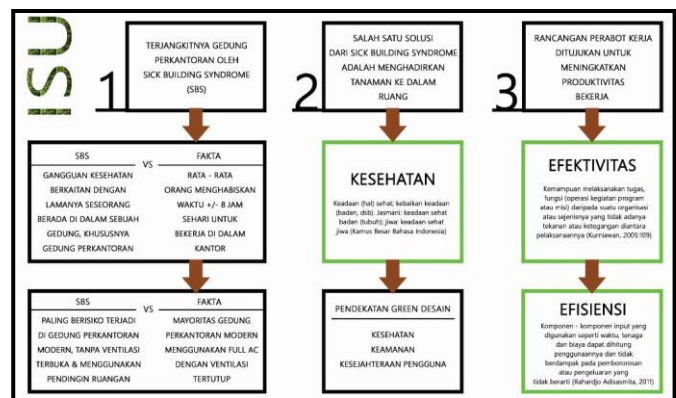 ISU
1
TERJANGKITNYA GEDUNG
PERKANTORAN OLEH
SICK BUILDING SYNDROME
(SBS)
SBS
VS
FAKTA
GANGGUAN KESEHATAN
BERKAITAN DENGAN
LAMANYA SESEORANG
BERADA DI DALAM SEBUAH
GEDUNG, KHUSUSNYA
GEDUNG PERKANTORAN
RATA - RATA
ORANG MENGHABISKAN
WAKTU +/- 8 JAM
SEHARI UNTUK
BEKERJA DI DALAM
KANTOR
SBS
VS
FAKTA
PALING BERISIKO TERJADI
DI GEDUNG PERKANTORAN
MODERN, TANPA VENTILASI
TERBUKA & MENGGUNAKAN
PENDINGIN RUANGAN
MAYORITAS GEDUNG
PERKANTORAN MODERN
MENGGUNAKAN FULL AC
DENGAN VENTILASI
TERTUTUP
2
SALAH SATU SOLUSI
DARI SICK BUILDING SYNDROME
ADALAH MENGHADIRKAN
TANAMAN KE DALAM
RUANG
KESEHATAN
Keadaan (hal) sehat; kebaikan keadaan
(badan, dsb). Jasmani: keadaan sehat
badan (tubuh); jiwa: keadaan sehat
jiwa (Kamus Besar Bahasa Indonesia)
PENDEKATAN GREEN DESAIN
KESEHATAN
KEAMANAN
KESEJAHTERAAN PENGGUNA
3
RANCANGAN PERABOT KERJA
DITUJUKAN UNTUK
MENINGKATKAN
PRODUKTIVITAS
BEKERJA
EFEKTIVITAS
Kemampuan melaksanakan tugas,
fungsi (operasi kegiatan program
atau misi) daripada suatu organisasi
atau sejenisnya yang tidak adanya
tekanan atau ketegangan diantara
pelaksaraannya (Kurniawan, 2005:109)
EFISIENSI
Komponen - komponen input yang
digunakan seperti waktu, tenaga
dan biaya dapat dihitung
penggunaannya dan tidak
berdampak pada pemborosan
atau pengeluaran yang
tidak berarti (Rahardjo Adisasmita, 2011)